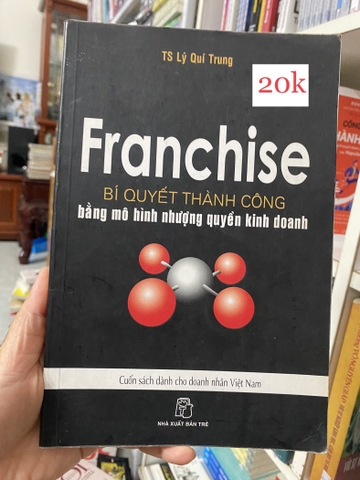 TS Lý Quí Trung
20k
Franchise
BÍ QUYẾT THÀNH CÔNG
bằng mô hình nhượng quyền kinh doanh
Cuốn sách dành cho doanh nhân Việt Nam
NHÀ XUẤT BẢN TRẺ